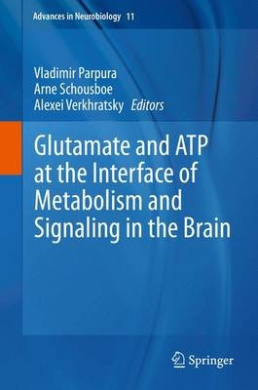 Advances in Neurobiology 11
Vladimir Parpura
Arne Schousboe
Alexei Verkhratsky Editors
Glutamate and ATP
at the Interface of
Metabolism and
Signaling in the Brain
Springer